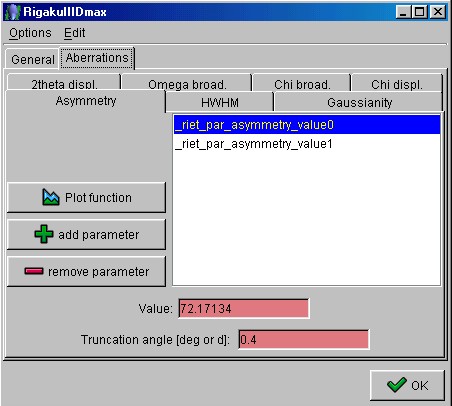 RigakuIIIDmax
Options Edit
General Aberrations
2theta displ. Omega broad. Chi broad. Chi displ.
Asymmetry HWHM Gaussianity
_riet_par_asymmetry_value0
_riet_par_asymmetry_value1
Plot function
add parameter
remove parameter
Value: 72.17134
Truncation angle [deg or d]: 0.4
OK